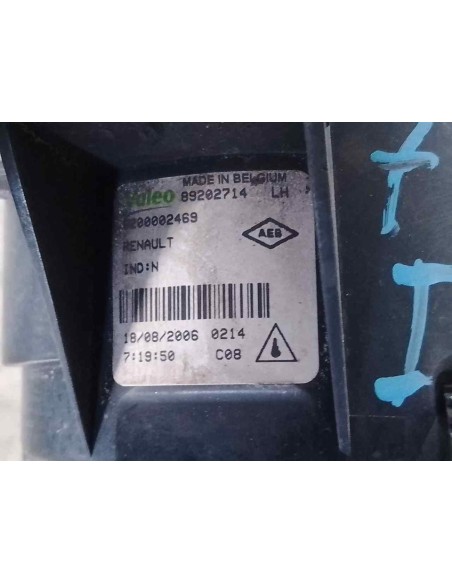 MADE IN BELGIUM
Valeo 89202714 LH
8200002469
RENAULT
AEB
IND:N
18/08/2006 0214
7:19:50 C08